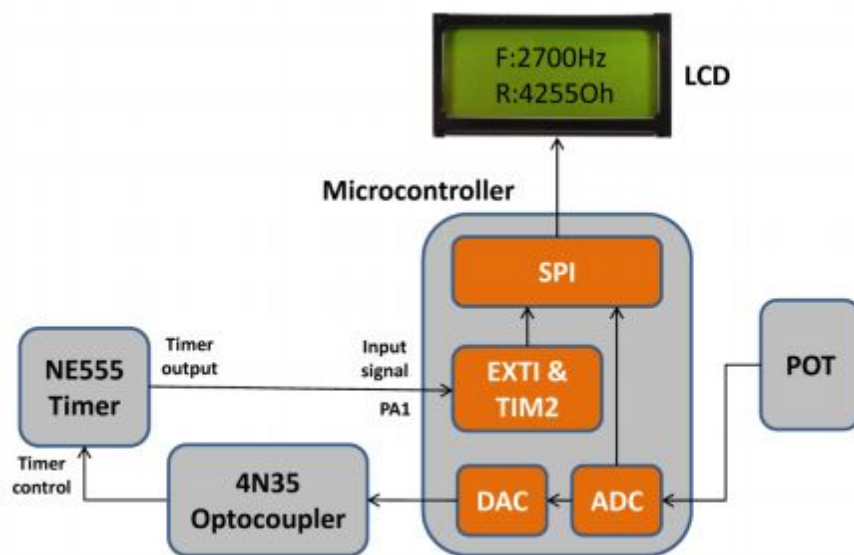 F:2700Hz
R:4255Oh
LCD
Microcontroller
SPI
Timer
output
Input
signal
PA1
NE555
Timer
EXTI &
TIM2
POT
Timer
control
4N35
Optocoupler
DAC
ADC